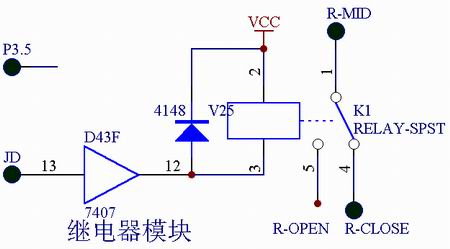 R-MID
VCC
P3.5
2
1
4148
V25
K1
RELAY-SPST
D43F
JD
13
12
3
5
4
7407
R-OPEN
R-CLOSE
继电器模块